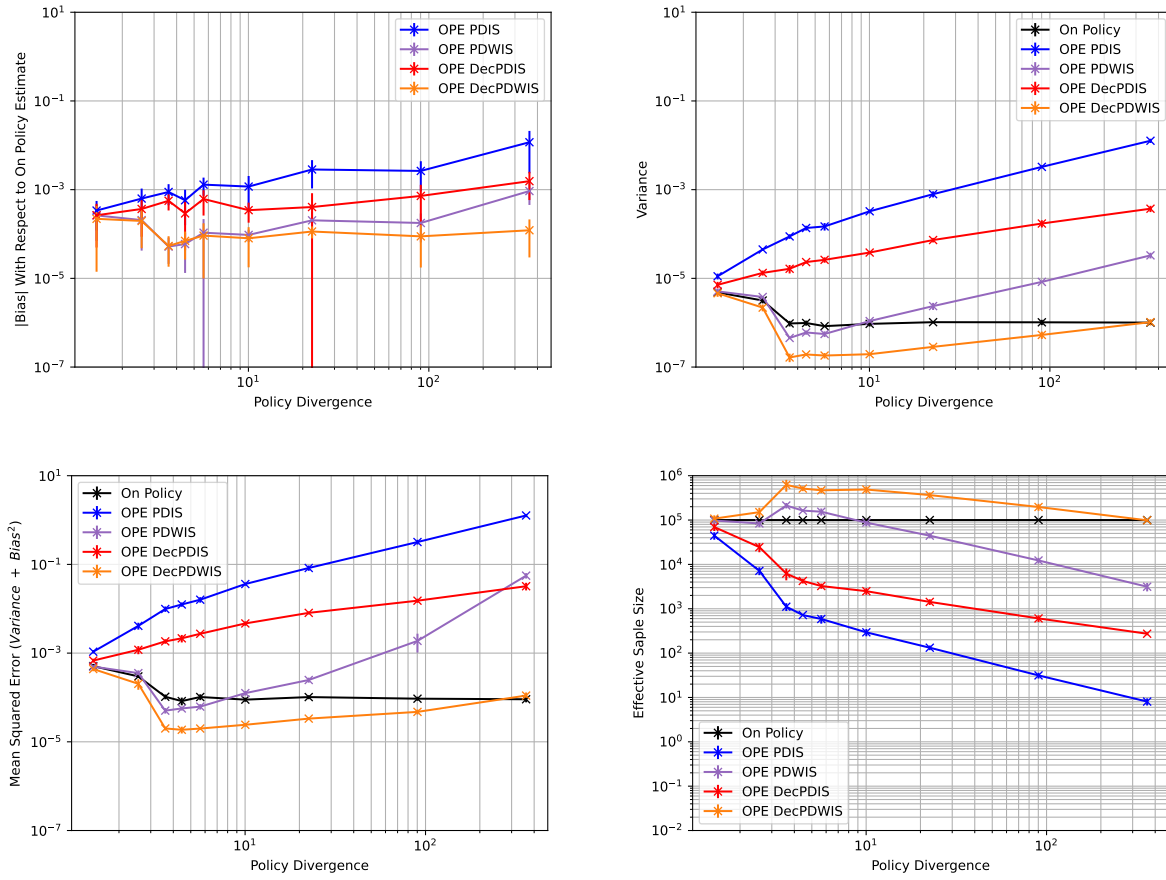 |Bias| With Respect to On Policy Estimate
10^1
10^-1
10^-3
10^-5
10^-7
OPE PDIS
OPE PDWIS
OPE DecPDIS
OPE DecPDWIS
10^1
10^2
Policy Divergence
Variance
10^1
10^-1
10^-3
10^-5
10^-7
On Policy
OPE PDIS
OPE PDWIS
OPE DecPDIS
OPE DecPDWIS
10^1
10^2
Policy Divergence
Mean Squared Error (Variance + Bias^2)
10^1
10^-1
10^-3
10^-5
10^-7
On Policy
OPE PDIS
OPE PDWIS
OPE DecPDIS
OPE DecPDWIS
10^1
10^2
Policy Divergence
Effective Saple Size
10^6
10^5
10^4
10^3
10^2
10^1
10^0
10^-1
10^-2
On Policy
OPE PDIS
OPE PDWIS
OPE DecPDIS
OPE DecPDWIS
10^1
10^2
Policy Divergence